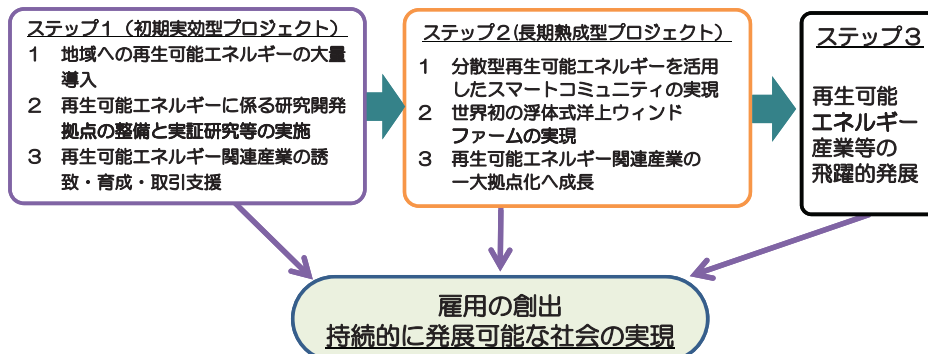 ステップ1(初期実効型プロジェクト)
1 地域への再生可能エネルギーの大量
導入
2 再生可能エネルギーに係る研究開発
拠点の整備と実証研究等の実施
3 再生可能エネルギー関連産業の誘
致・育成・取引支援
ステップ2(長期熟成型プロジェクト)
1 分散型再生可能エネルギーを活用
したスマートコミュニティの実現
2 世界初の浮体式洋上ウィンド
ファームの実現
3 再生可能エネルギー関連産業の
一大拠点化へ成長
ステップ3
再生可能
エネルギー
産業等の
飛躍的発展
雇用の創出
持続的に発展可能な社会の実現